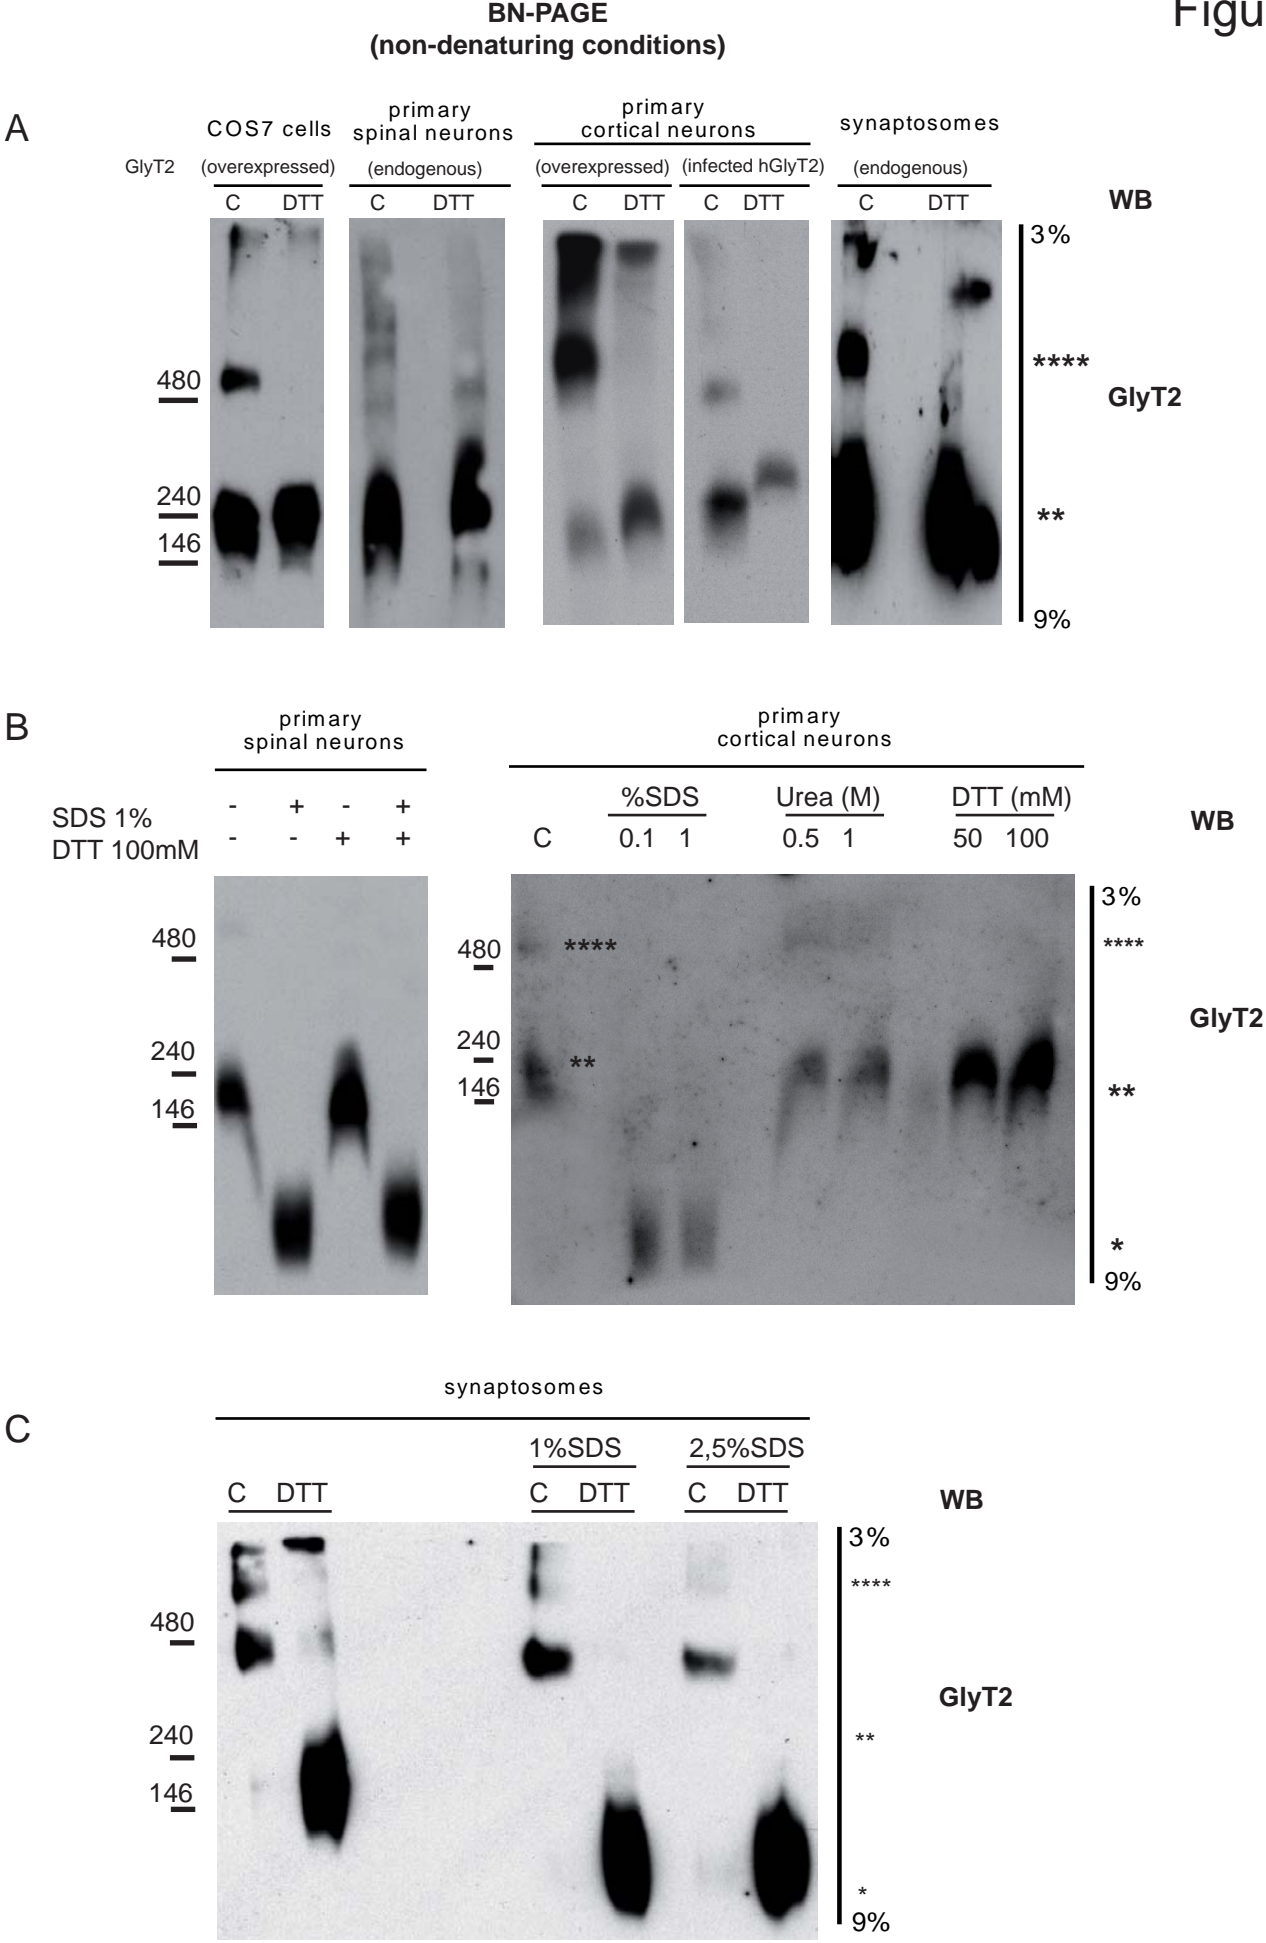 BN-PAGE
(non-denaturing conditions)
Figu
A
COS7 cells
primary
spinal neurons
primary
cortical neurons
synaptosomes
GlyT2
(overexpressed)
(endogenous)
(overexpressed)
(infected hGlyT2)
(endogenous)
C DTT C DTT C DTT C DTT C DTT
WB
3%
480
****
GlyT2
240
**
146
9%
B
primary
spinal neurons
primary
cortical neurons
SDS 1% - + - +
DTT 100mM - - + +
%SDS Urea (M) DTT (mM)
C 0.1 1 0.5 1 50 100
WB
3%
480
480 ****
****
GlyT2
240
240 **
146
146
**
*
9%
C
synaptosomes
1%SDS 2,5%SDS
C DTT C DTT C DTT
WB
3%
****
480
GlyT2
240
**
146
*
9%